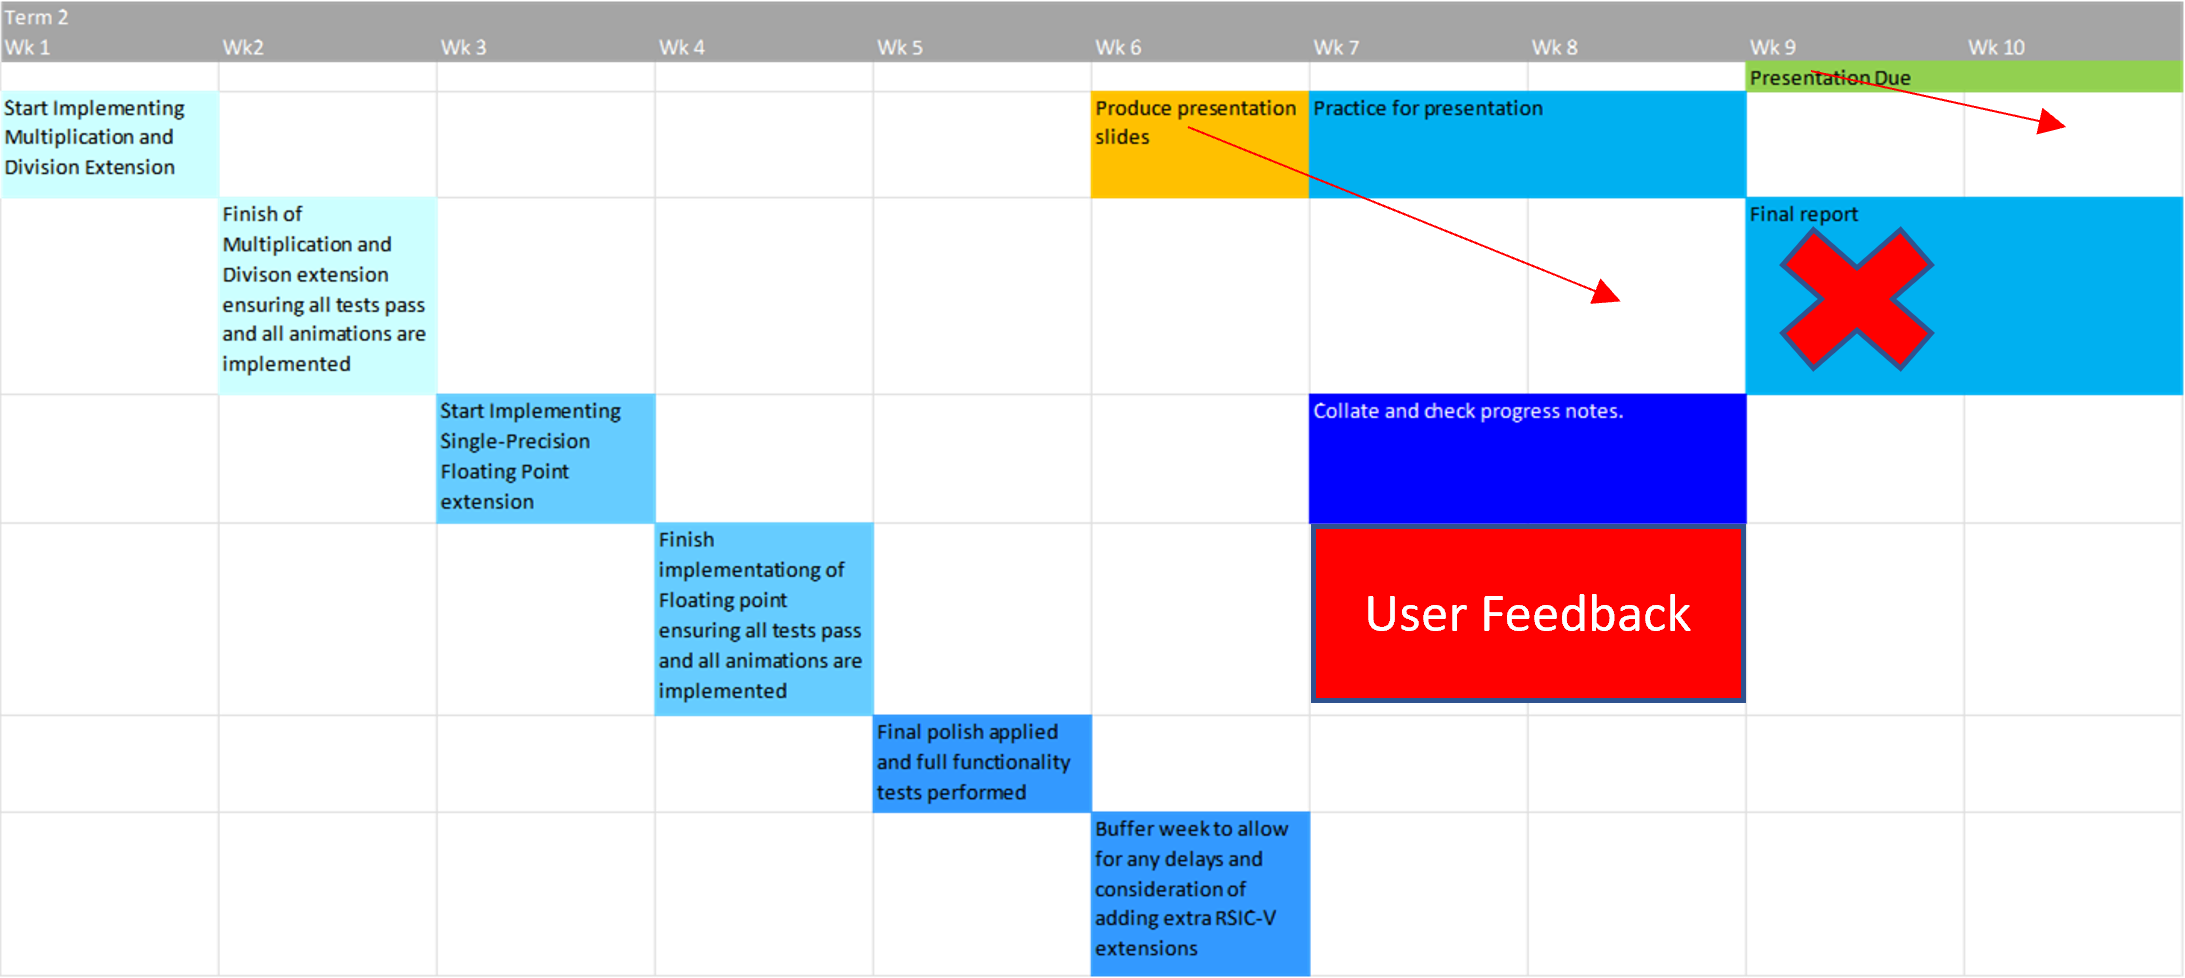 Term 2
Wk 1 Wk2 Wk 3 Wk 4 Wk 5 Wk 6 Wk 7 Wk 8 Wk 9 Wk 10
Presentation Due
Start Implementing
Multiplication and
Division Extension
Produce presentation
slides
Practice for presentation
Finish of
Multiplication and
Divison extension
ensuring all tests pass
and all animations are
implemented
Final report
Start Implementing
Single-Precision
Floating Point
extension
Collate and check progress notes.
Finish
implementationg of
Floating point
ensuring all tests pass
and all animations are
implemented
User Feedback
Final polish applied
and full functionality
tests performed
Buffer week to allow
for any delays and
consideration of
adding extra RSIC-V
extensions